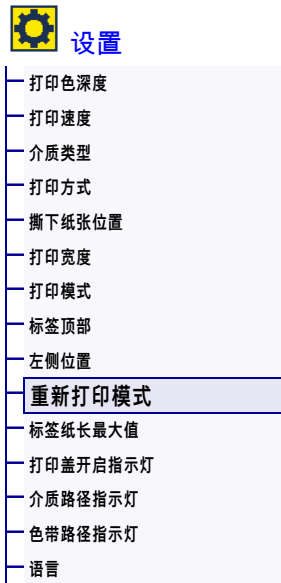 设置
打印色深度
打印速度
介质类型
打印方式
撕下纸张位置
打印宽度
打印模式
标签顶部
左侧位置
重新打印模式
标签纸长最大值
打印盖开启指示灯
介质路径指示灯
色带路径指示灯
语言